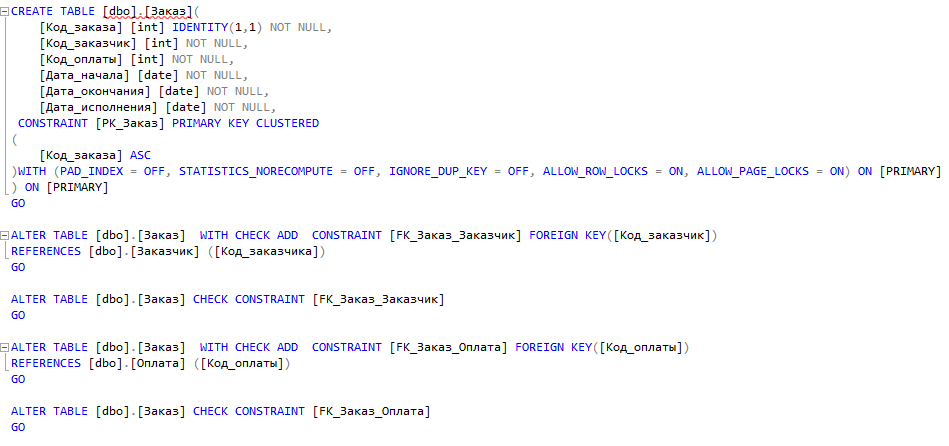 CREATE TABLE [dbo].[Заказ](
[Код_заказа] [int] IDENTITY(1,1) NOT NULL,
[Код_заказчик] [int] NOT NULL,
[Код_оплаты] [int] NOT NULL,
[Дата_начала] [date] NOT NULL,
[Дата_окончания] [date] NOT NULL,
[Дата_исполнения] [date] NOT NULL,
CONSTRAINT [PK_Заказ] PRIMARY KEY CLUSTERED
(
[Код_заказа] ASC
)WITH (PAD_INDEX = OFF, STATISTICS_NORECOMPUTE = OFF, IGNORE_DUP_KEY = OFF, ALLOW_ROW_LOCKS = ON, ALLOW_PAGE_LOCKS = ON) ON [PRIMARY]
) ON [PRIMARY]
GO
ALTER TABLE [dbo].[Заказ]  WITH CHECK ADD  CONSTRAINT [FK_Заказ_Заказчик] FOREIGN KEY([Код_заказчик])
REFERENCES [dbo].[Заказчик] ([Код_заказчика])
GO
ALTER TABLE [dbo].[Заказ] CHECK CONSTRAINT [FK_Заказ_Заказчик]
GO
ALTER TABLE [dbo].[Заказ]  WITH CHECK ADD  CONSTRAINT [FK_Заказ_Оплата] FOREIGN KEY([Код_оплаты])
REFERENCES [dbo].[Оплата] ([Код_оплаты])
GO
ALTER TABLE [dbo].[Заказ] CHECK CONSTRAINT [FK_Заказ_Оплата]
GO